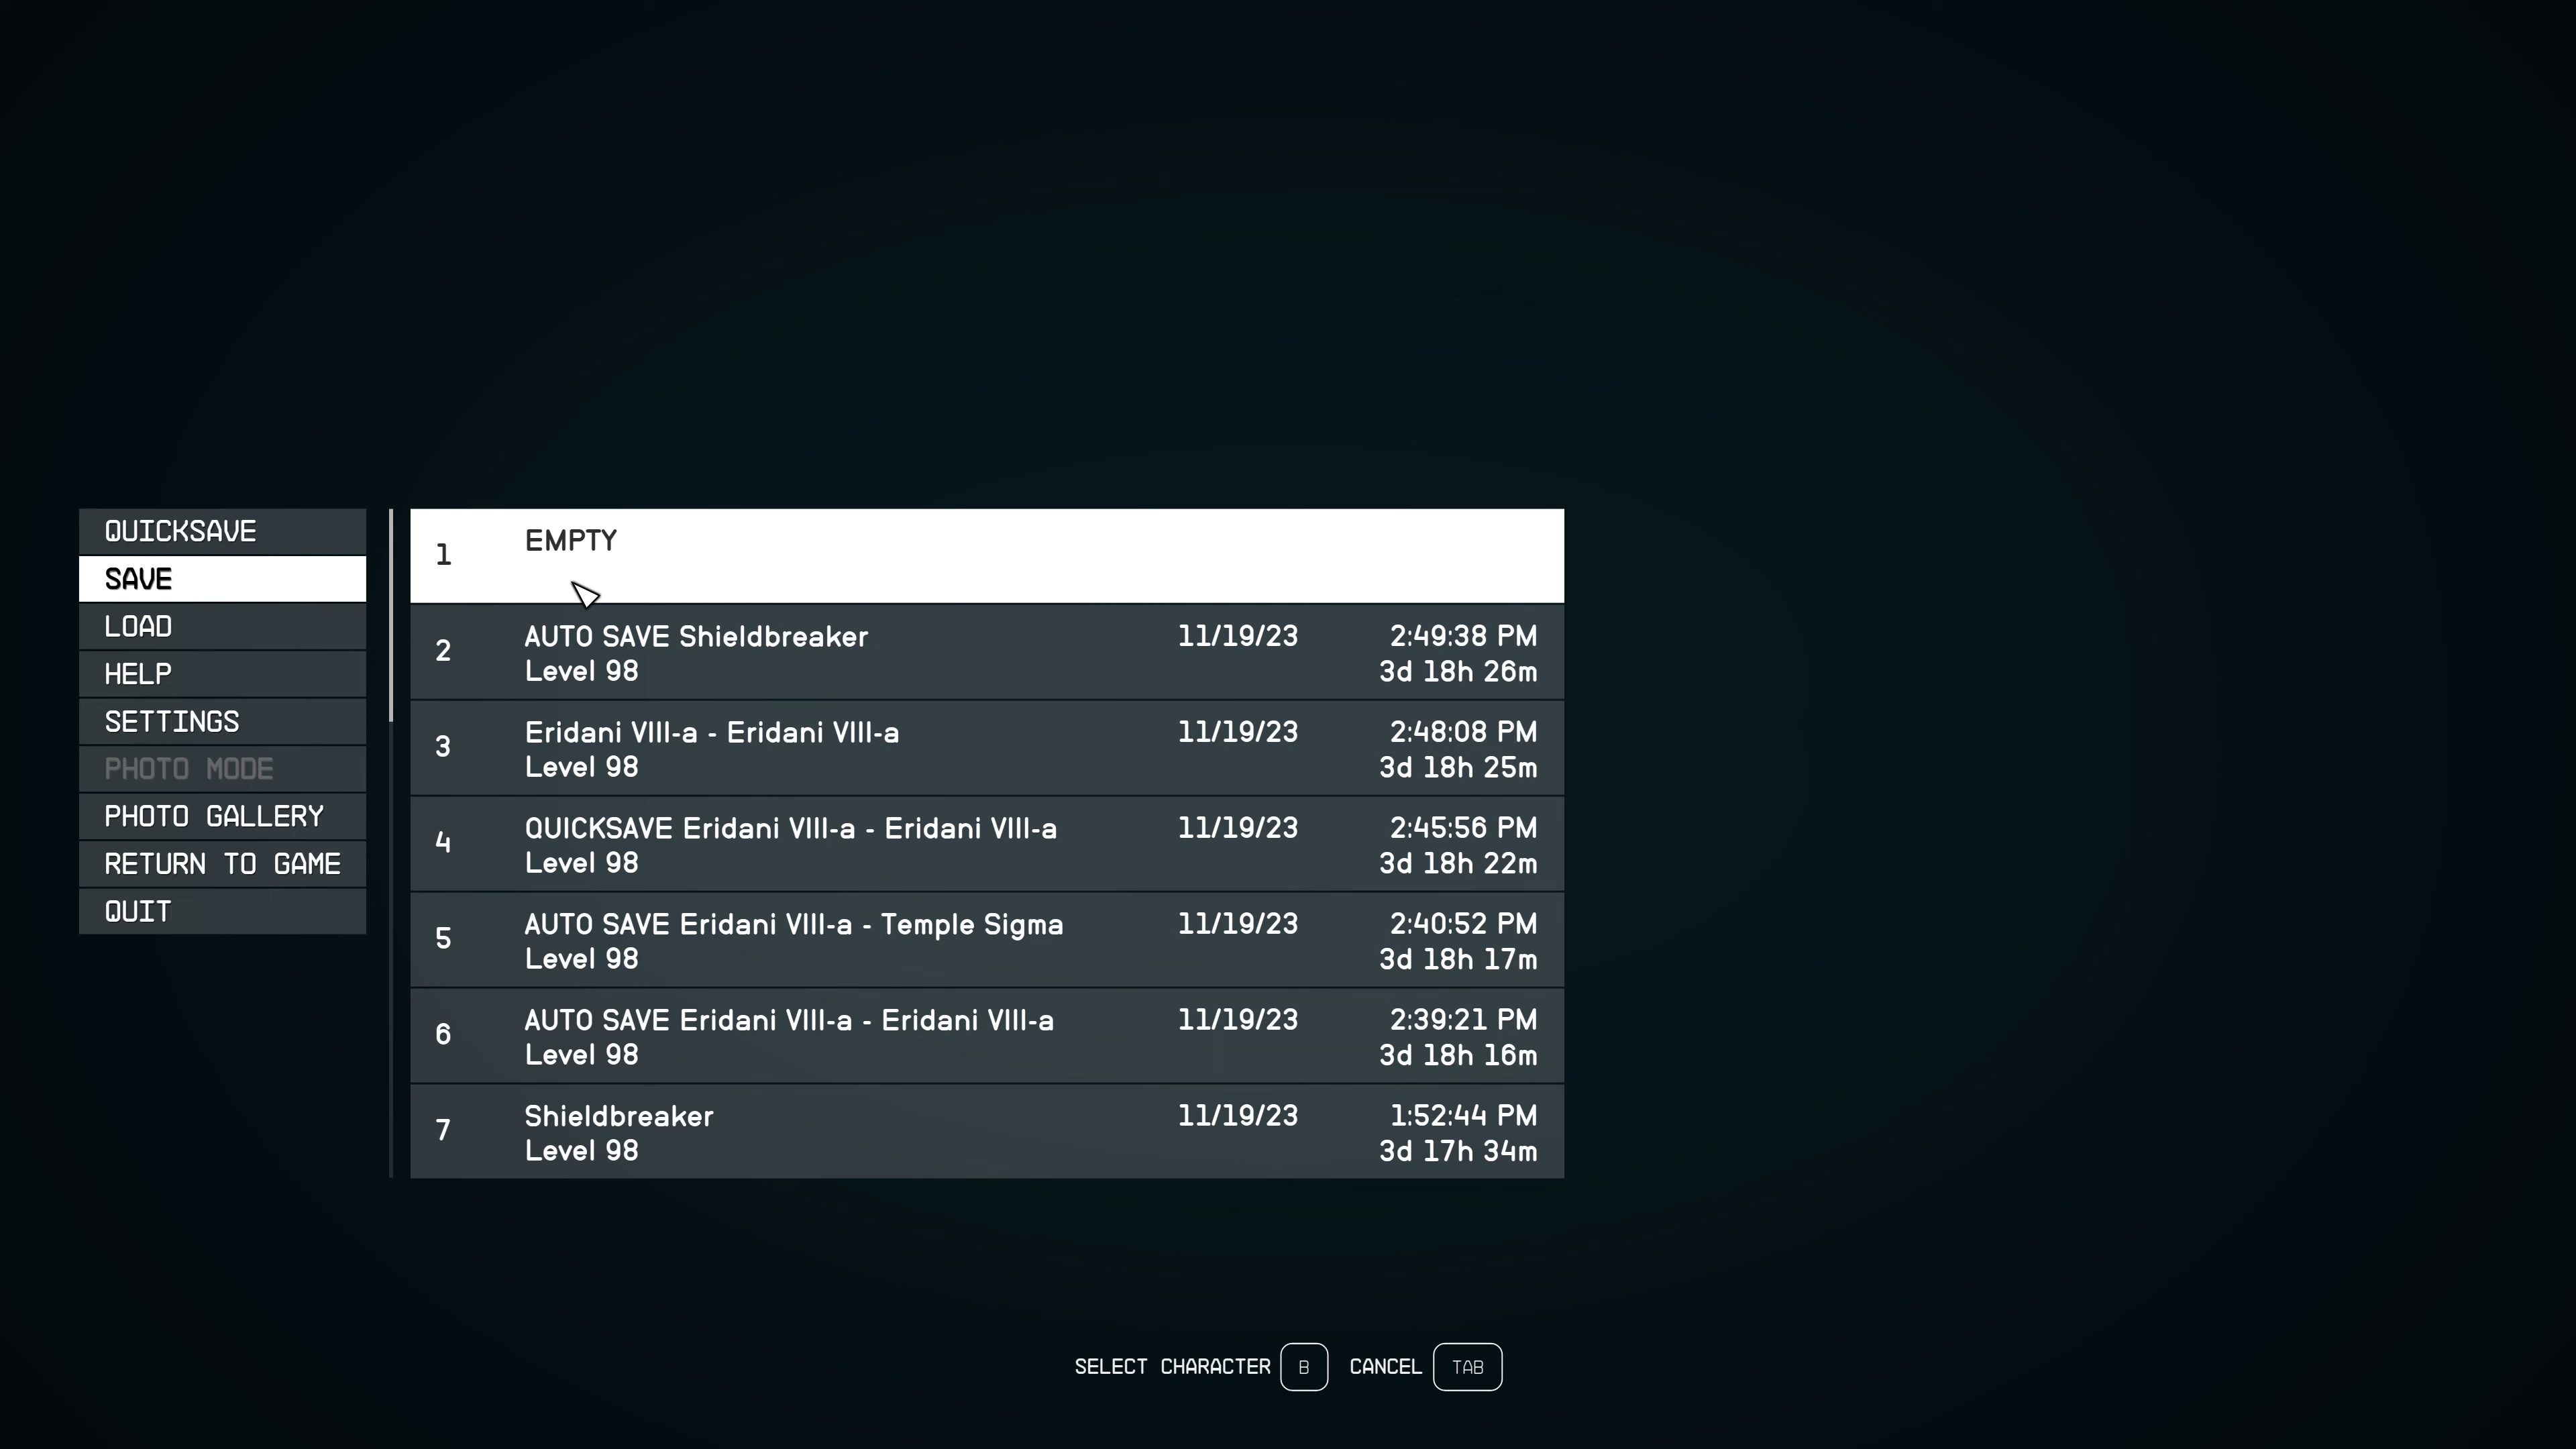 QUICKSAVE
SAVE
LOAD
HELP
SETTINGS
PHOTO MODE
PHOTO GALLERY
RETURN TO GAME
QUIT
1 EMPTY
2 AUTO SAVE Shieldbreaker 11/19/23 2:49:38 PM
Level 98 3d 18h 26m
3 Eridani VIII-a - Eridani VIII-a 11/19/23 2:48:08 PM
Level 98 3d 18h 25m
4 QUICKSAVE Eridani VIII-a - Eridani VIII-a 11/19/23 2:45:56 PM
Level 98 3d 18h 22m
5 AUTO SAVE Eridani VIII-a - Temple Sigma 11/19/23 2:40:52 PM
Level 98 3d 18h 17m
6 AUTO SAVE Eridani VIII-a - Eridani VIII-a 11/19/23 2:39:21 PM
Level 98 3d 18h 16m
7 Shieldbreaker 11/19/23 1:52:44 PM
Level 98 3d 17h 34m
SELECT CHARACTER B CANCEL TAB